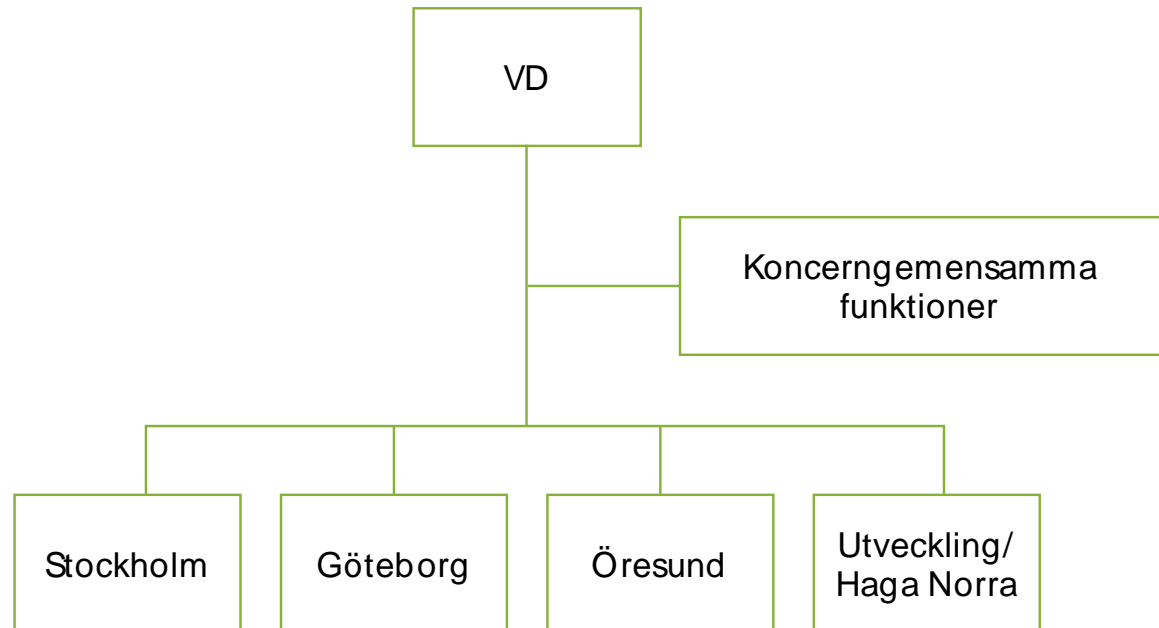 VD
Koncerngemensamma
funktioner
Stockholm
Göteborg
Öresund
Utveckling/
Haga Norra